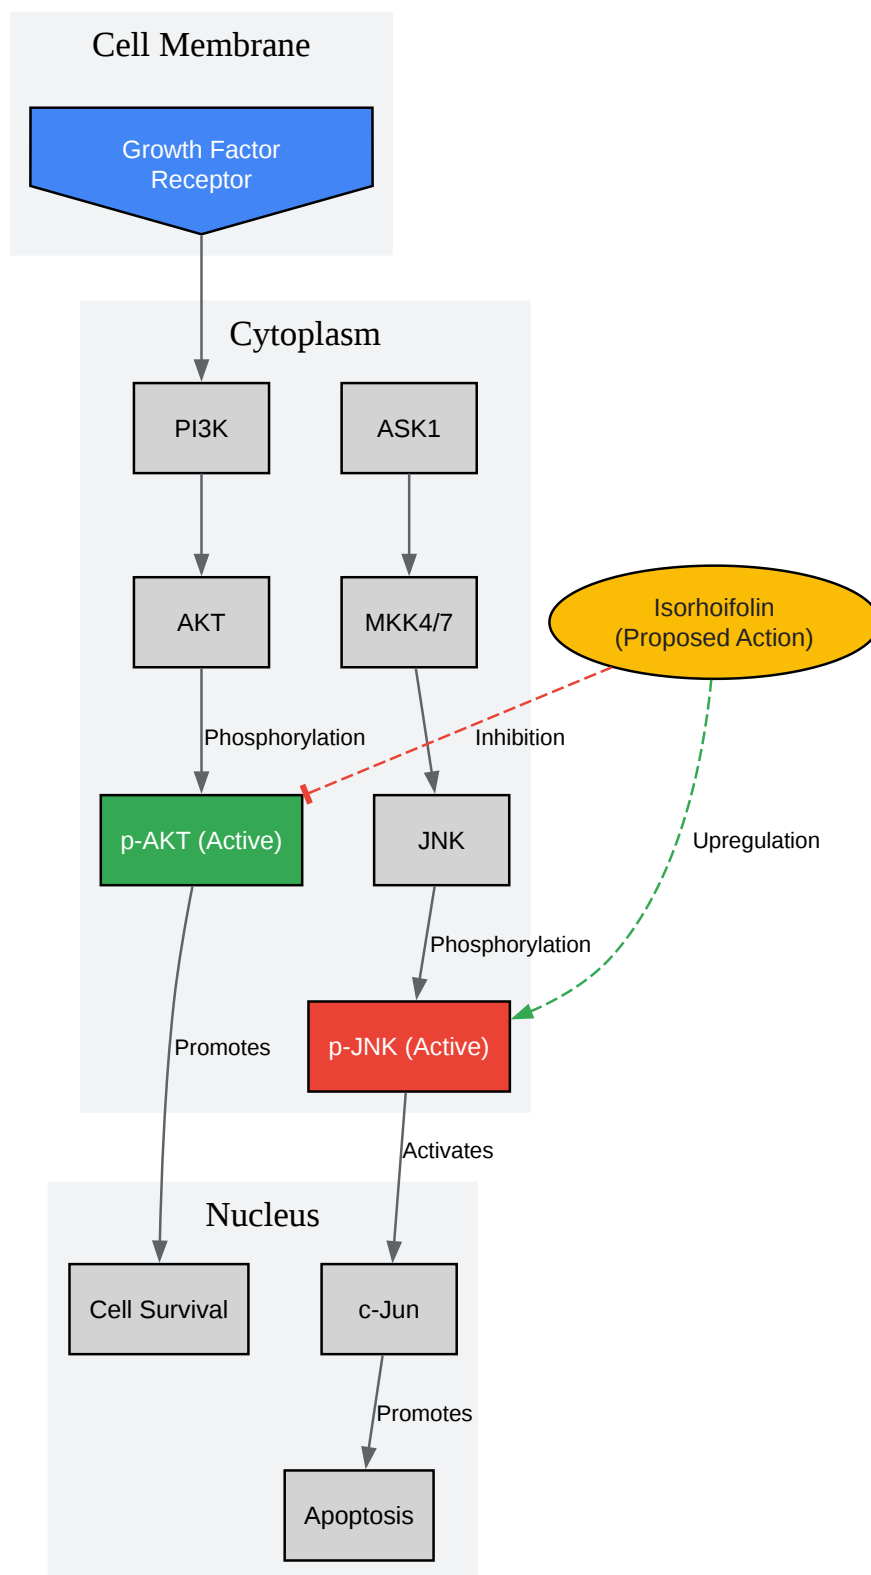 Cell Membrane
Growth Factor
Receptor
Cytoplasm
PI3K
ASK1
AKT
MKK4/7
Isorhoifolin
(Proposed Action)
Phosphorylation
Inhibition
p-AKT (Active)
JNK
Upregulation
Phosphorylation
Promotes
p-JNK (Active)
Activates
Nucleus
Cell Survival
c-Jun
Promotes
Apoptosis